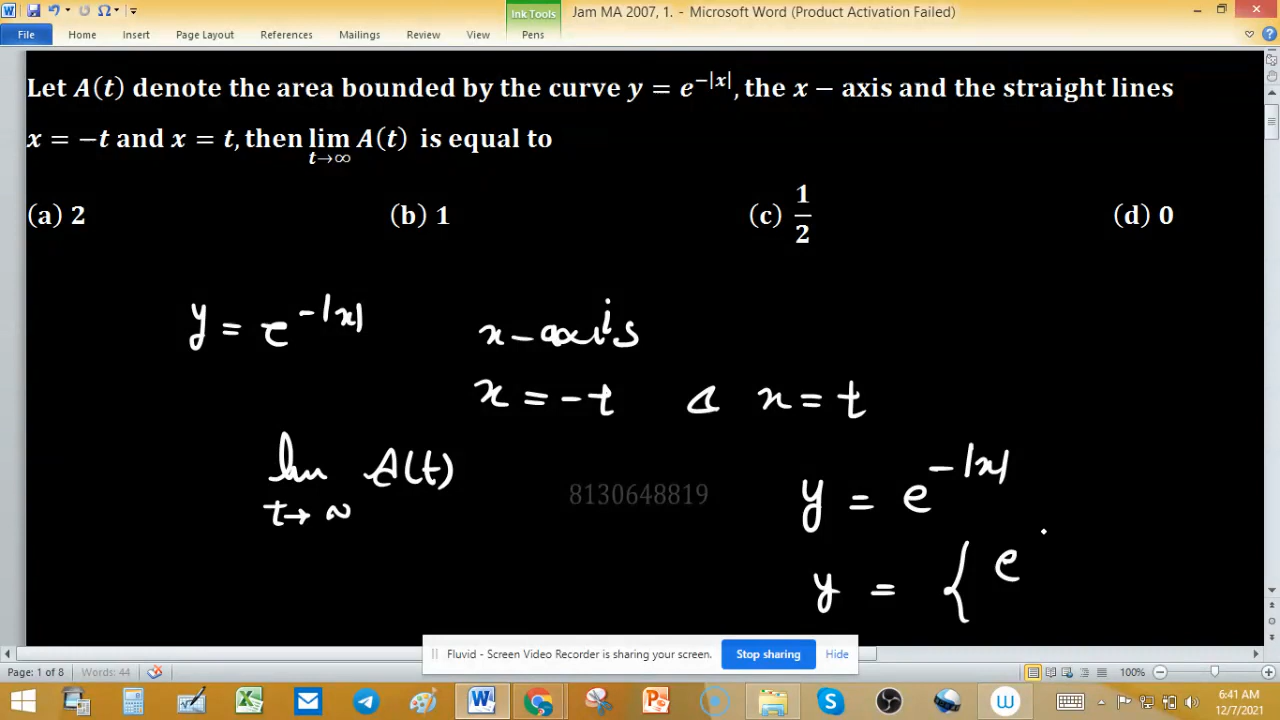 Ink Tools
Jam MA 2007, 1. - Microsoft Word (Product Activation Failed)
File Home Insert Page Layout References Mailings Review View Pens
Let A(t) denote the area bounded by the curve y = e^{-|x|}, the x − axis and the straight lines
x = −t and x = t, then lim_{t→∞} A(t) is equal to
(a) 2 (b) 1 (c) 1/2 (d) 0
y = e^{-|x|} x-axis
x = -t & x = t
lim_{t→∞} A(t)
8130648819
y = e^{-|x|}
y = { e
Fluvid - Screen Video Recorder is sharing your screen. Stop sharing Hide
Page: 1 of 8 Words: 44 100%
6:41 AM
12/7/2021